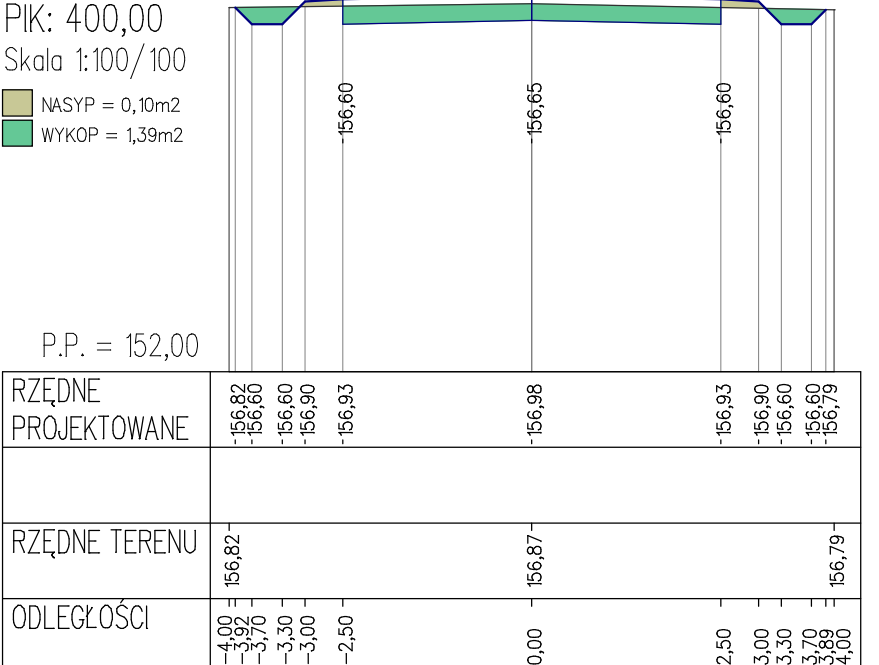 PIK: 400,00
Skala 1:100/100
NASYP = 0,10m2
WYKOP = 1,39m2
156,60
156,65
156,60
P.P. = 152,00
RZĘDNE PROJEKTOWANE
156,82 156,60 156,60 156,90 156,93 156,98 156,93 156,90 156,60 156,60 156,79
RZĘDNE TERENU
156,82 156,87 156,79
ODLEGŁOŚCI
-4,00 -3,92 -3,70 -3,30 -3,00 -2,50 0,00 2,50 3,00 3,30 3,70 3,89 4,00